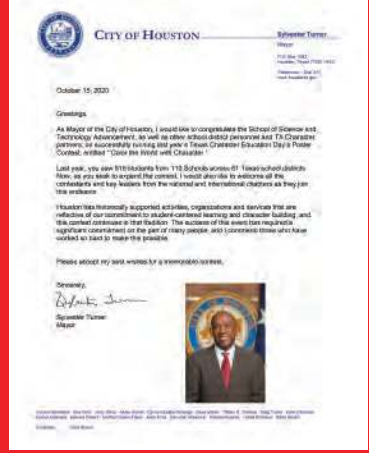 CITY OF HOUSTON
Sylvester Turner
Mayor
October 15, 2020
Greetings,
As Mayor of the City of Houston, I would like to congratulate the School of Science and
Technology Advancement, as well as other school district personnel and TX Character
partners, on successfully running last year's Texas Character Education Day's Poster
Contest, entitled "Color the World with Character."
Last year, you saw 918 students from 110 Schools across 61 Texas school districts
Now, as you seek to expand the contest, I would also like to welcome all the
contestants and key leaders from the national and international citizens as they join
this endeavor.
Houston has historically supported activities, organizations and services that are
reflective of our commitment to student-centered learning and character building, and
this contest continues in that tradition. The success of this event has required a
significant commitment on the part of many people, and I commend those who have
worked so hard to make this possible.
Please accept my best wishes for a memorable contest.
Sincerely,
Sylvester Turner
Mayor